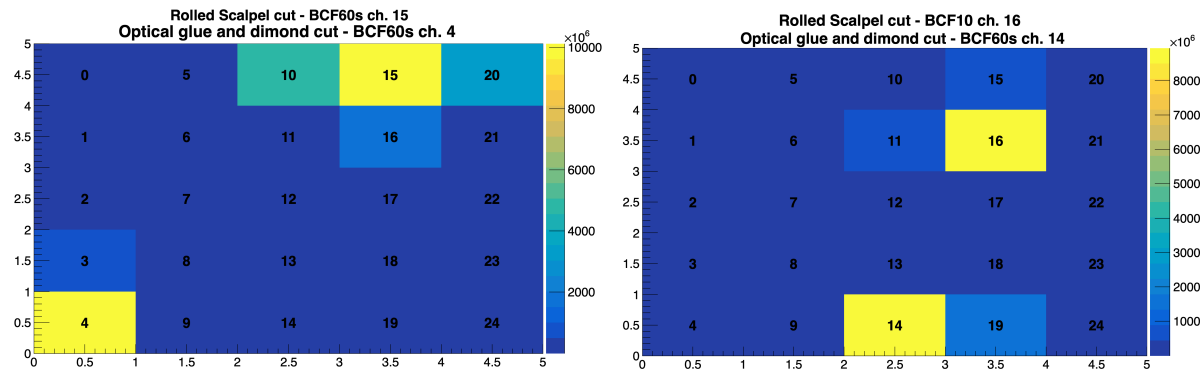 Rolled Scalpel cut - BCF60s ch. 15
Optical glue and dimond cut - BCF60s ch. 4
×10⁶
5
4.5 0 5 10 15 20
4
3.5 1 6 11 16 21
3
2.5 2 7 12 17 22
2
1.5 3 8 13 18 23
1
0.5 4 9 14 19 24
0
0 0.5 1 1.5 2 2.5 3 3.5 4 4.5 5
10000
8000
6000
4000
2000
Rolled Scalpel cut - BCF10 ch. 16
Optical glue and dimond cut - BCF60s ch. 14
×10⁶
5
4.5 0 5 10 15 20
4
3.5 1 6 11 16 21
3
2.5 2 7 12 17 22
2
1.5 3 8 13 18 23
1
0.5 4 9 14 19 24
0
0 0.5 1 1.5 2 2.5 3 3.5 4 4.5 5
8000
7000
6000
5000
4000
3000
2000
1000